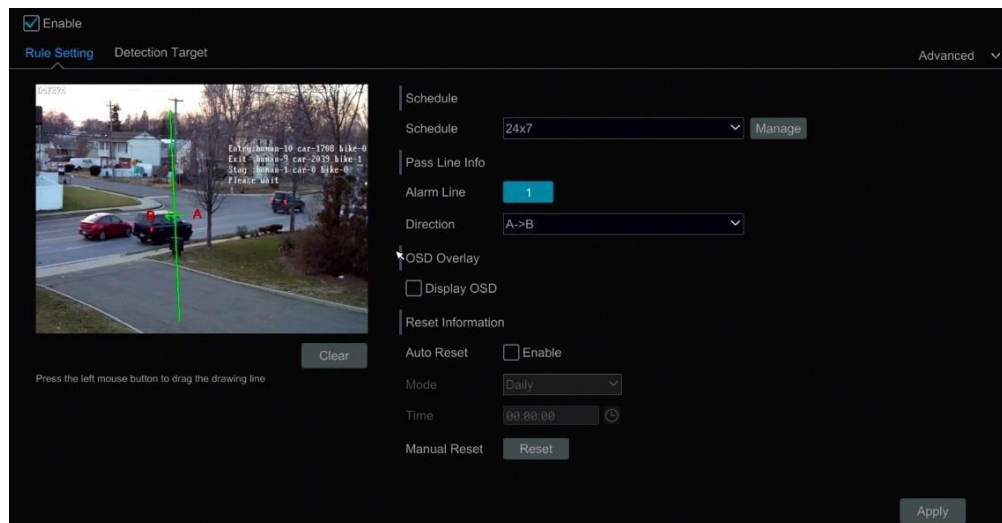 Enable
Rule Setting Detection Target Advanced
Entry:human-10 car-1708 bike-0
Exit :human-9 car-2039 bike-1
Stay :human-1 car-0 bike-0
Please wait
B A
Clear
Press the left mouse button to drag the drawing line
Schedule
Schedule 24x7 Manage
Pass Line Info
Alarm Line 1
Direction A->B
OSD Overlay
Display OSD
Reset Information
Auto Reset Enable
Mode Daily
Time 00:00:00
Manual Reset Reset
Apply